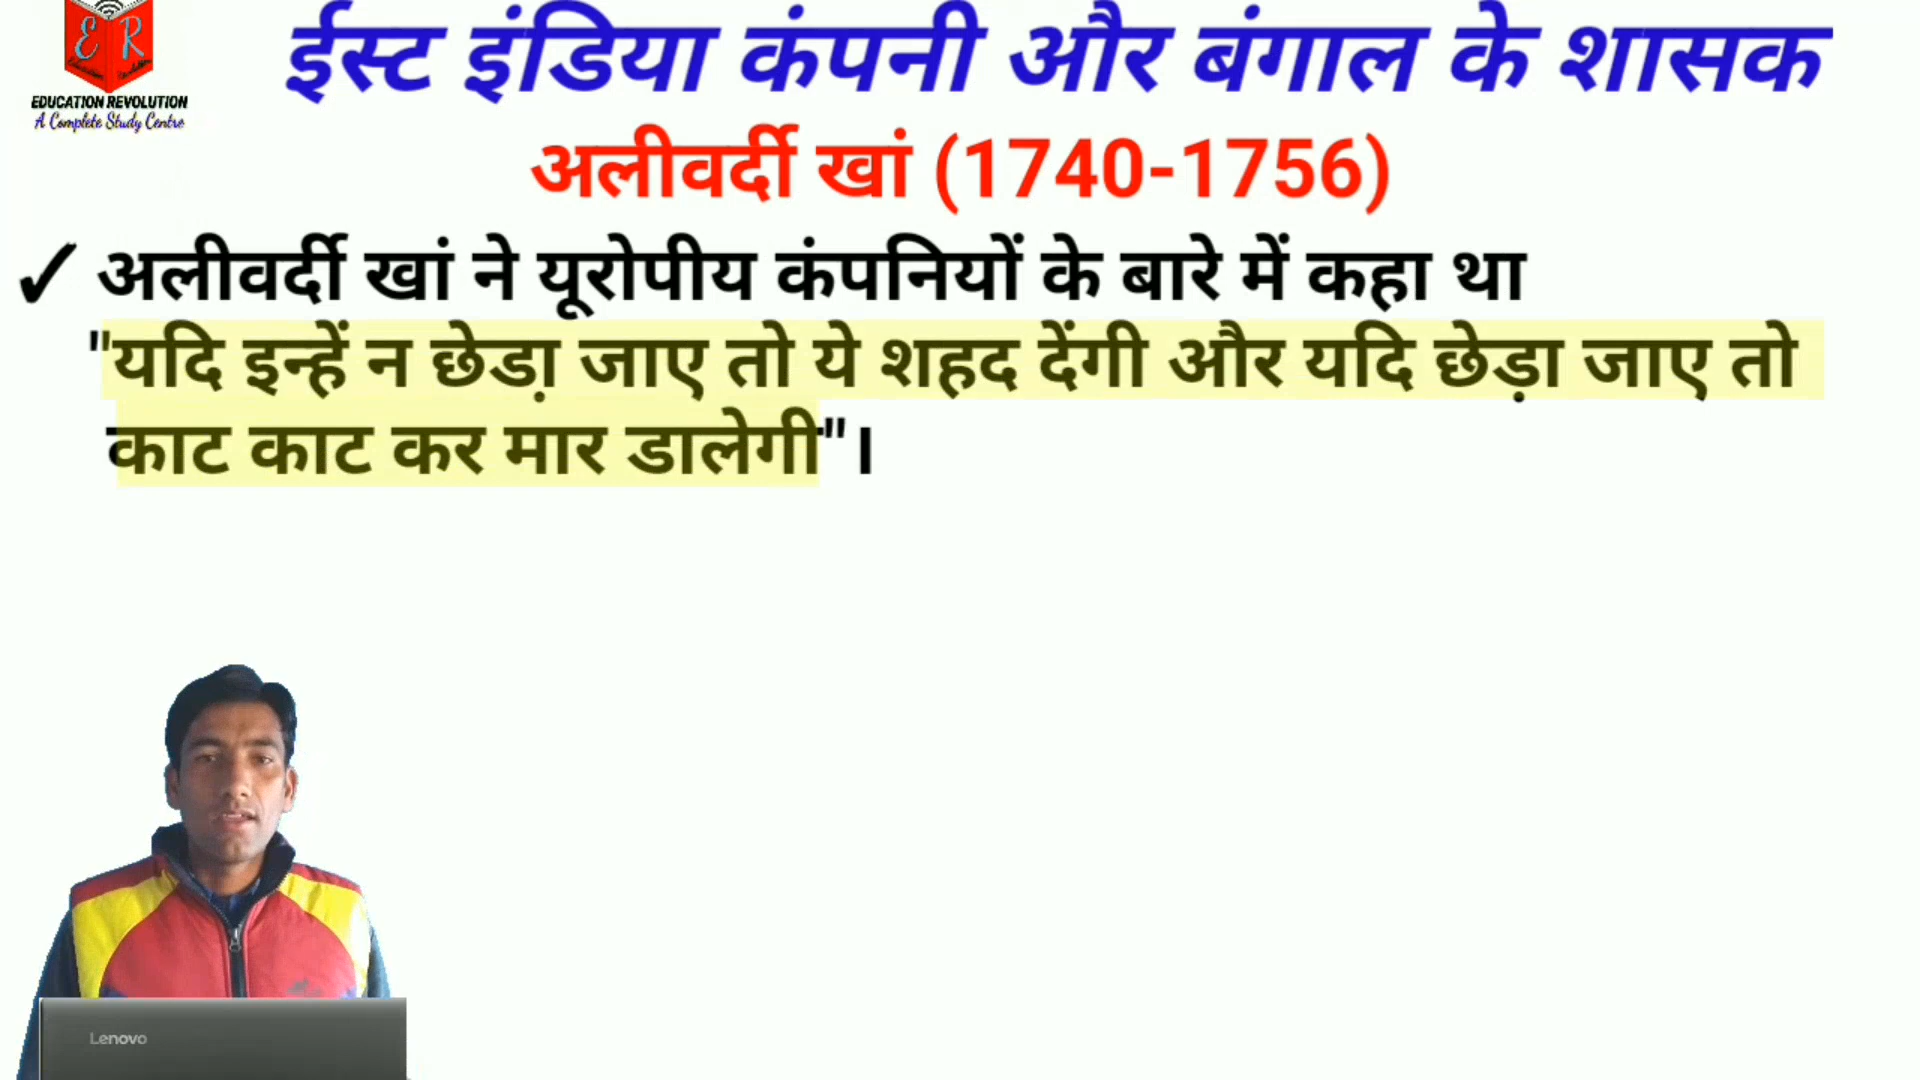 E R
EDUCATION REVOLUTION
A Complete Study Centre
ईस्ट इंडिया कंपनी और बंगाल के शासक
अलीवर्दी खां (1740-1756)
✓ अलीवर्दी खां ने यूरोपीय कंपनियों के बारे में कहा था
"यदि इन्हें न छेडा़ जाए तो ये शहद देंगी और यदि छेड़ा जाए तो
काट काट कर मार डालेगी"।
Lenovo